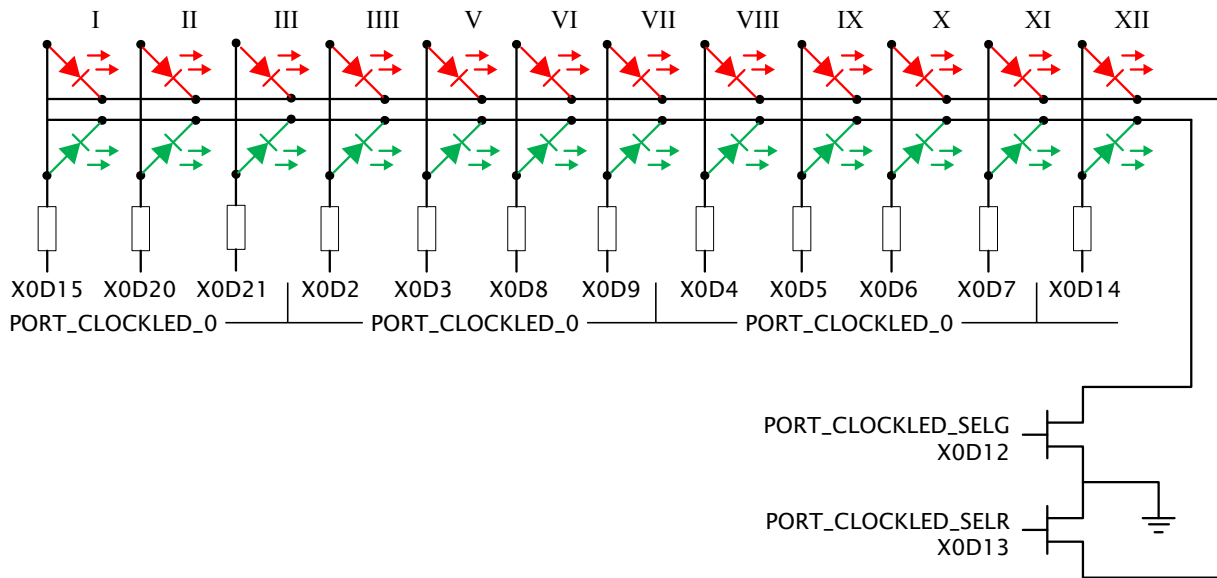 I II III IIII V VI VII VIII IX X XI XII
X0D15 X0D20 X0D21 X0D2 X0D3 X0D8 X0D9 X0D4 X0D5 X0D6 X0D7 X0D14
PORT_CLOCKLED_0 PORT_CLOCKLED_0 PORT_CLOCKLED_0
PORT_CLOCKLED_SELG
X0D12
PORT_CLOCKLED_SELR
X0D13